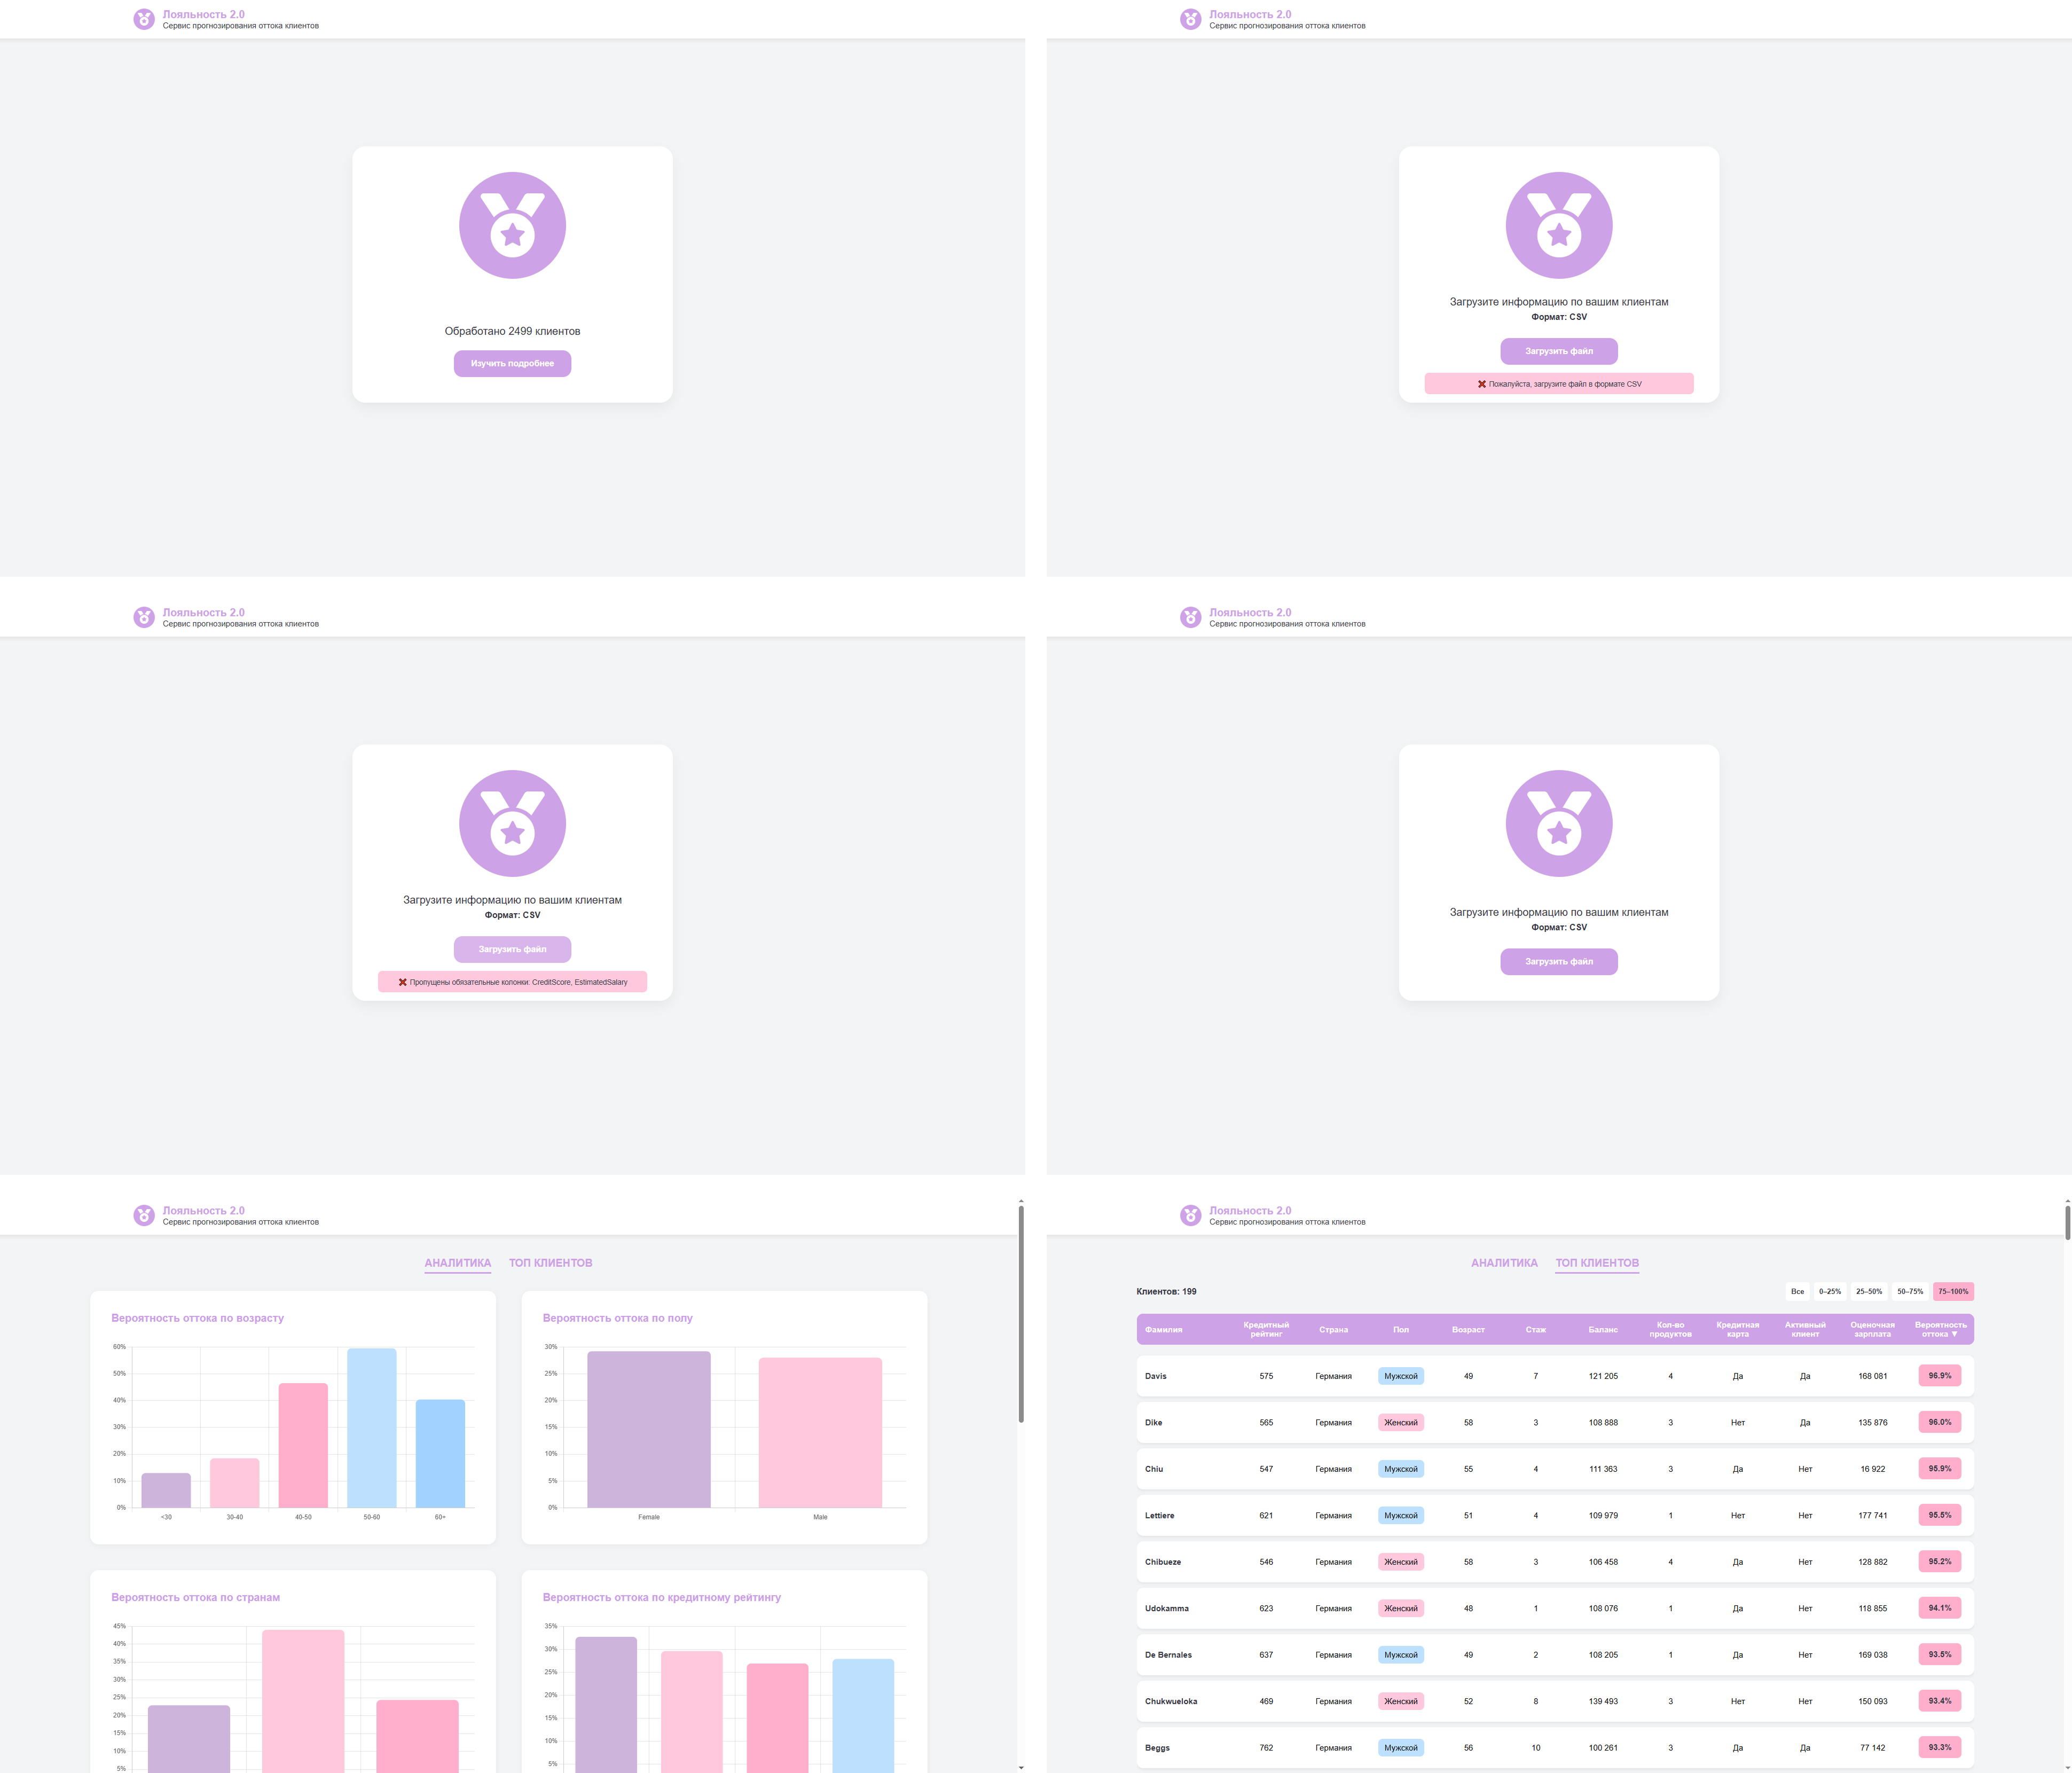 Лояльность 2.0
Сервис прогнозирования оттока клиентов
Обработано 2499 клиентов
Изучить подробнее
Лояльность 2.0
Сервис прогнозирования оттока клиентов
Загрузите информацию по вашим клиентам
Формат: CSV
Загрузить файл
❌ Пожалуйста, загрузите файл в формате CSV
Лояльность 2.0
Сервис прогнозирования оттока клиентов
Загрузите информацию по вашим клиентам
Формат: CSV
Загрузить файл
❌ Пропущены обязательные колонки: CreditScore, EstimatedSalary
Лояльность 2.0
Сервис прогнозирования оттока клиентов
Загрузите информацию по вашим клиентам
Формат: CSV
Загрузить файл
Лояльность 2.0
Сервис прогнозирования оттока клиентов
АНАЛИТИКА ТОП КЛИЕНТОВ
Вероятность оттока по возрасту
60%
50%
40%
30%
20%
10%
0%
<30 30-40 40-50 50-60 60+
Вероятность оттока по полу
30%
25%
20%
15%
10%
5%
0%
Female Male
Вероятность оттока по странам
45%
40%
35%
30%
25%
20%
15%
10%
5%
Вероятность оттока по кредитному рейтингу
35%
30%
25%
20%
15%
10%
5%
Лояльность 2.0
Сервис прогнозирования оттока клиентов
АНАЛИТИКА ТОП КЛИЕНТОВ
Клиентов: 199 Все 0–25% 25–50% 50–75% 75–100%
Фамилия Кредитный рейтинг Страна Пол Возраст Стаж Баланс Кол-во продуктов Кредитная карта Активный клиент Оценочная зарплата Вероятность оттока ▼
Davis 575 Германия Мужской 49 7 121 205 4 Да Да 168 081 96.9%
Dike 565 Германия Женский 58 3 108 888 3 Нет Да 135 876 96.0%
Chiu 547 Германия Мужской 55 4 111 363 3 Да Нет 16 922 95.9%
Lettiere 621 Германия Мужской 51 4 109 979 1 Нет Нет 177 741 95.5%
Chibueze 546 Германия Женский 58 3 106 458 4 Да Нет 128 882 95.2%
Udokamma 623 Германия Женский 48 1 108 076 1 Да Нет 118 855 94.1%
De Bernales 637 Германия Мужской 49 2 108 205 1 Да Нет 169 038 93.5%
Chukwueloka 469 Германия Женский 52 8 139 493 3 Нет Нет 150 093 93.4%
Beggs 762 Германия Мужской 56 10 100 261 3 Да Да 77 142 93.3%